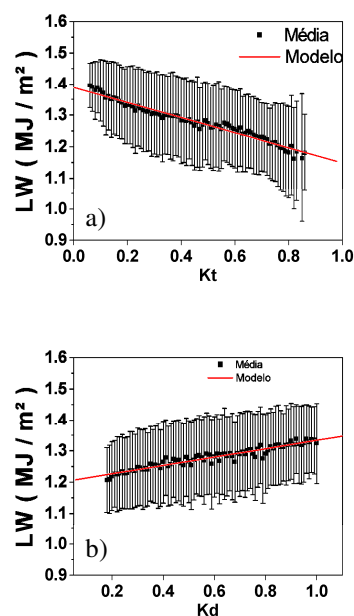 1.6
1.5
1.4
1.3
1.2
1.1
1.0
0.9
LW ( MJ / m² )
Média
Modelo
a)
0.0 0.2 0.4 0.6 0.8 1.0
Kt
1.6
1.5
1.4
1.3
1.2
1.1
1.0
0.9
LW ( MJ / m² )
Média
Modelo
b)
0.2 0.4 0.6 0.8 1.0
Kd